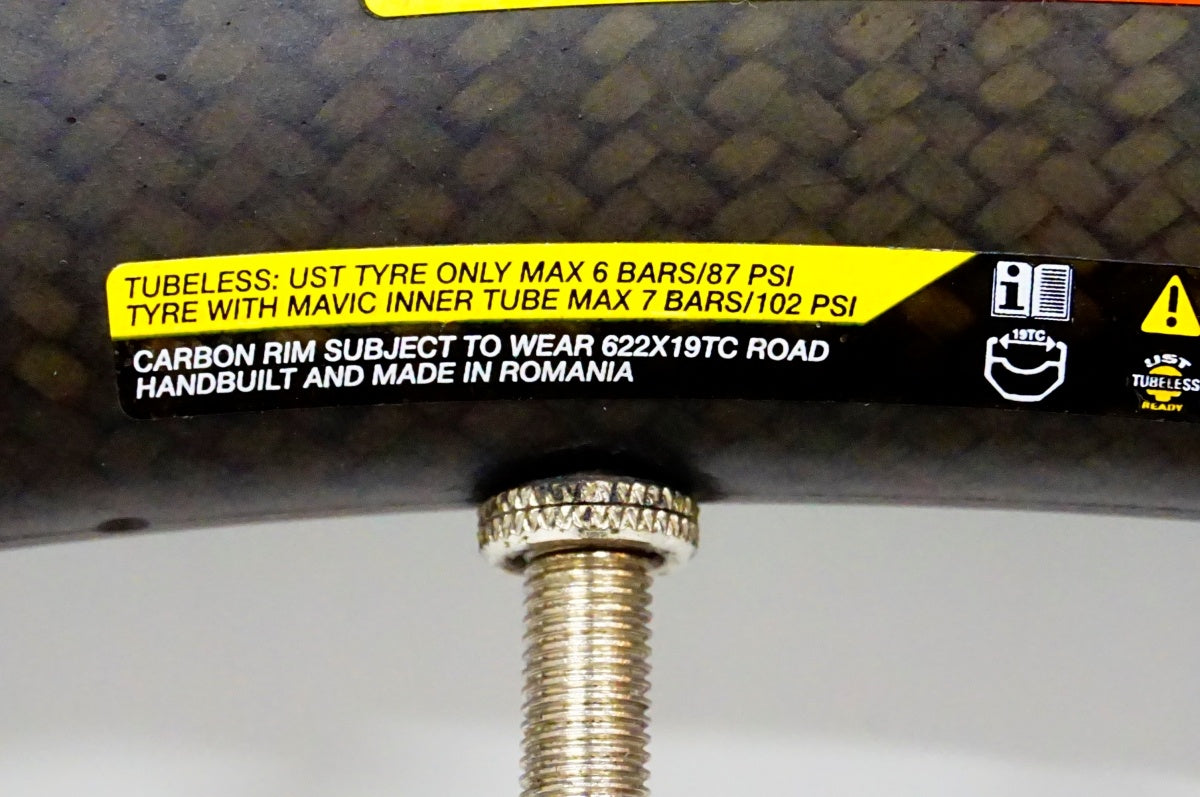 TUBELESS: UST TYRE ONLY MAX 6 BARS/87 PSI
TYRE WITH MAVIC INNER TUBE MAX 7 BARS/102 PSI
CARBON RIM SUBJECT TO WEAR 622X19TC ROAD
HANDBUILT AND MADE IN ROMANIA
i
19TC
!
UST
TUBELESS
READY